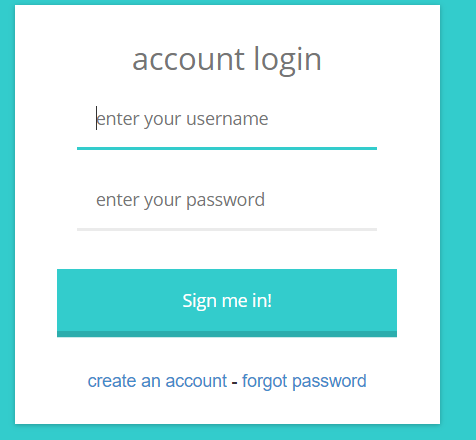 account login
enter your username
enter your password
Sign me in!
create an account - forgot password